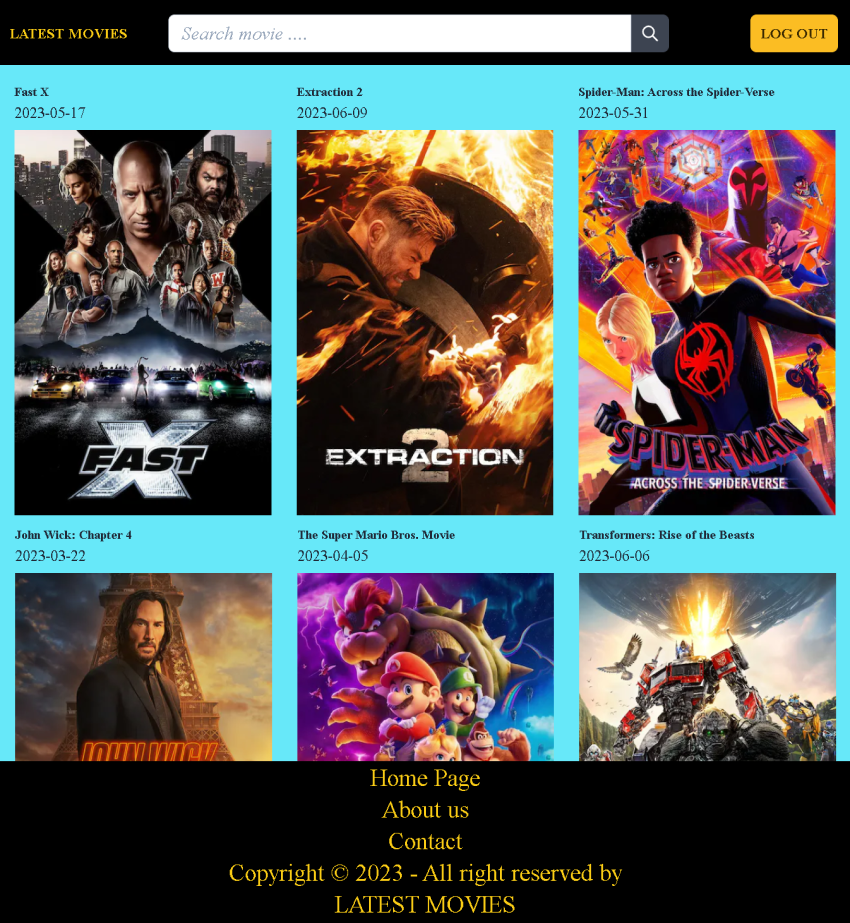 LATEST MOVIES
Search movie ....
LOG OUT
Fast X
2023-05-17
Extraction 2
2023-06-09
Spider-Man: Across the Spider-Verse
2023-05-31
FAST X
EXTRACTION 2
SPIDER-MAN
ACROSS THE SPIDER-VERSE
John Wick: Chapter 4
2023-03-22
The Super Mario Bros. Movie
2023-04-05
Transformers: Rise of the Beasts
2023-06-06
JOHN WICK
Home Page
About us
Contact
Copyright © 2023 - All right reserved by
LATEST MOVIES